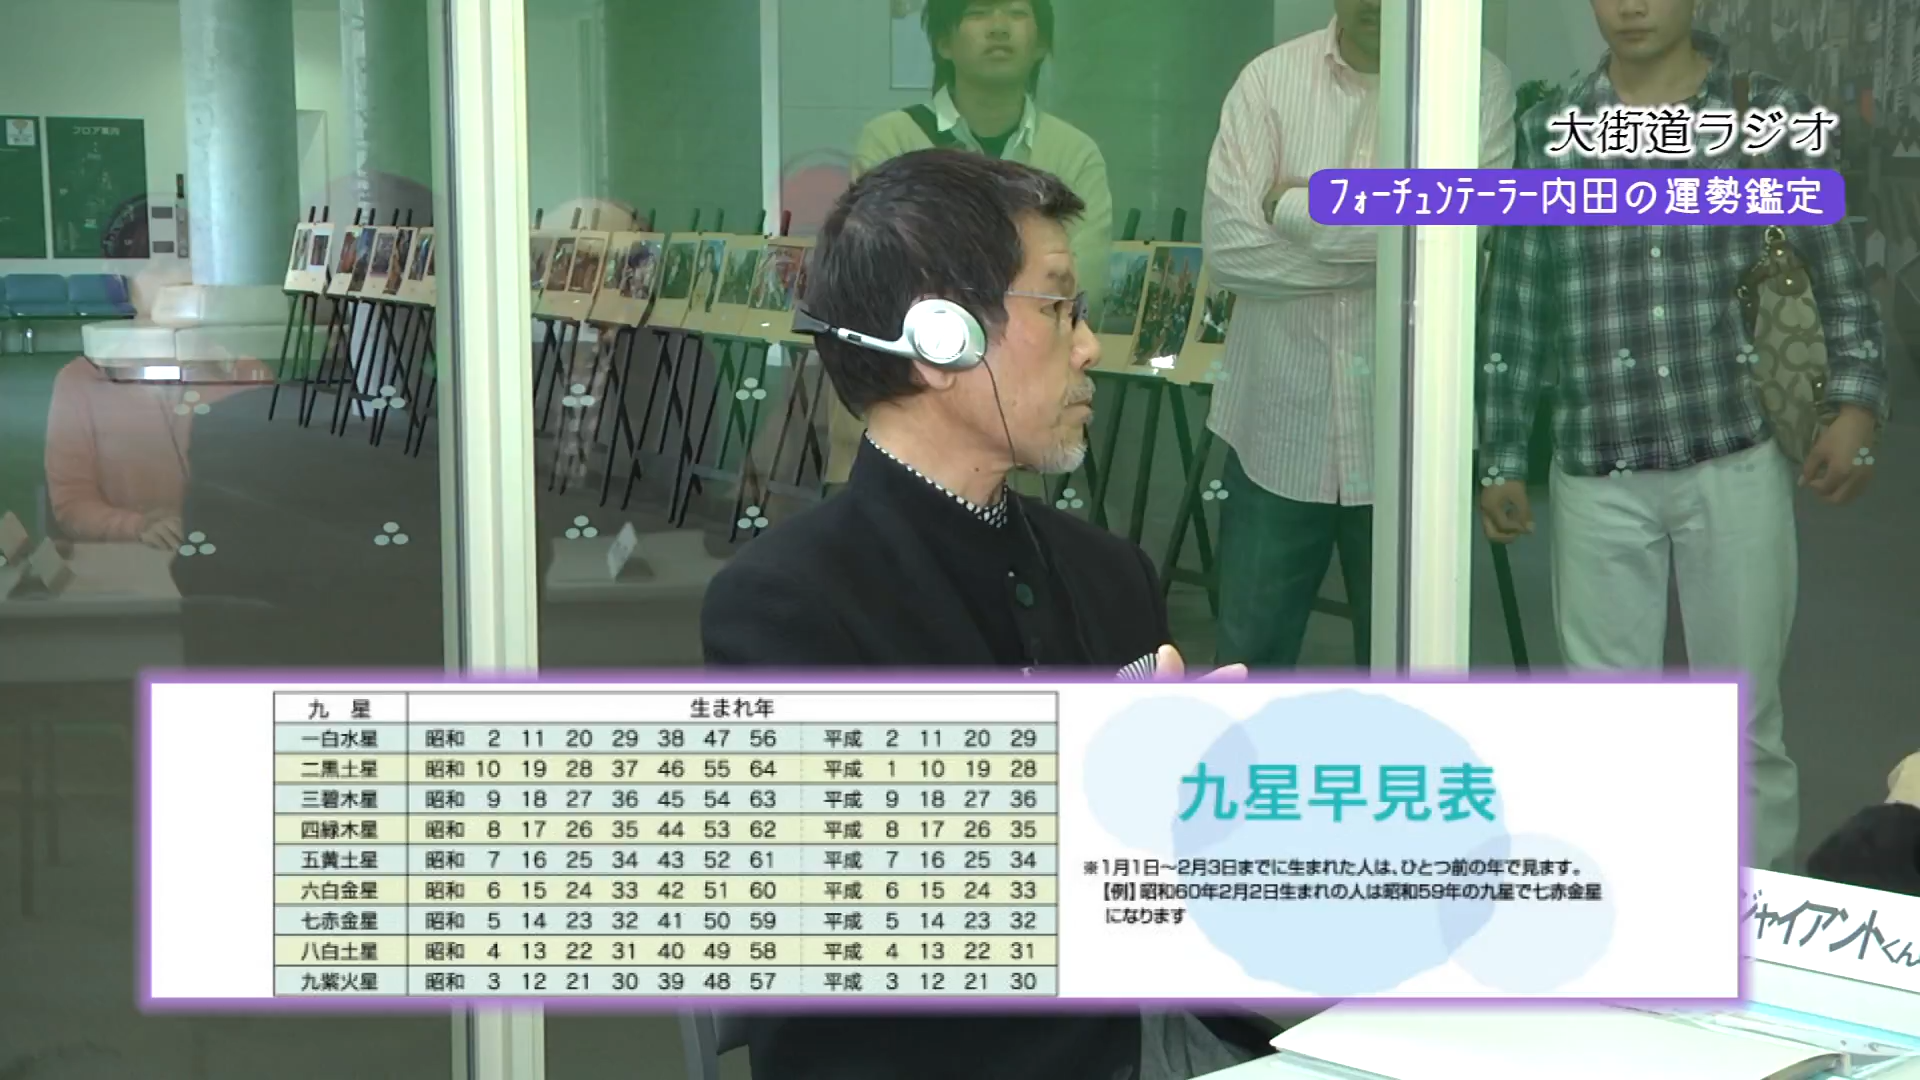 フロア案内
大街道ラジオ
フォーチュンテーラー内田の運勢鑑定
九 星 生まれ年
一白水星 昭和 2 11 20 29 38 47 56 平成 2 11 20 29
二黒土星 昭和 10 19 28 37 46 55 64 平成 1 10 19 28
三碧木星 昭和 9 18 27 36 45 54 63 平成 9 18 27 36
四緑木星 昭和 8 17 26 35 44 53 62 平成 8 17 26 35
五黄土星 昭和 7 16 25 34 43 52 61 平成 7 16 25 34
六白金星 昭和 6 15 24 33 42 51 60 平成 6 15 24 33
七赤金星 昭和 5 14 23 32 41 50 59 平成 5 14 23 32
八白土星 昭和 4 13 22 31 40 49 58 平成 4 13 22 31
九紫火星 昭和 3 12 21 30 39 48 57 平成 3 12 21 30
九星早見表
※1月1日～2月3日までに生まれた人は、ひとつ前の年で見ます。
【例】昭和60年2月2日生まれの人は昭和59年の九星で七赤金星
になります
ジャイアントくん